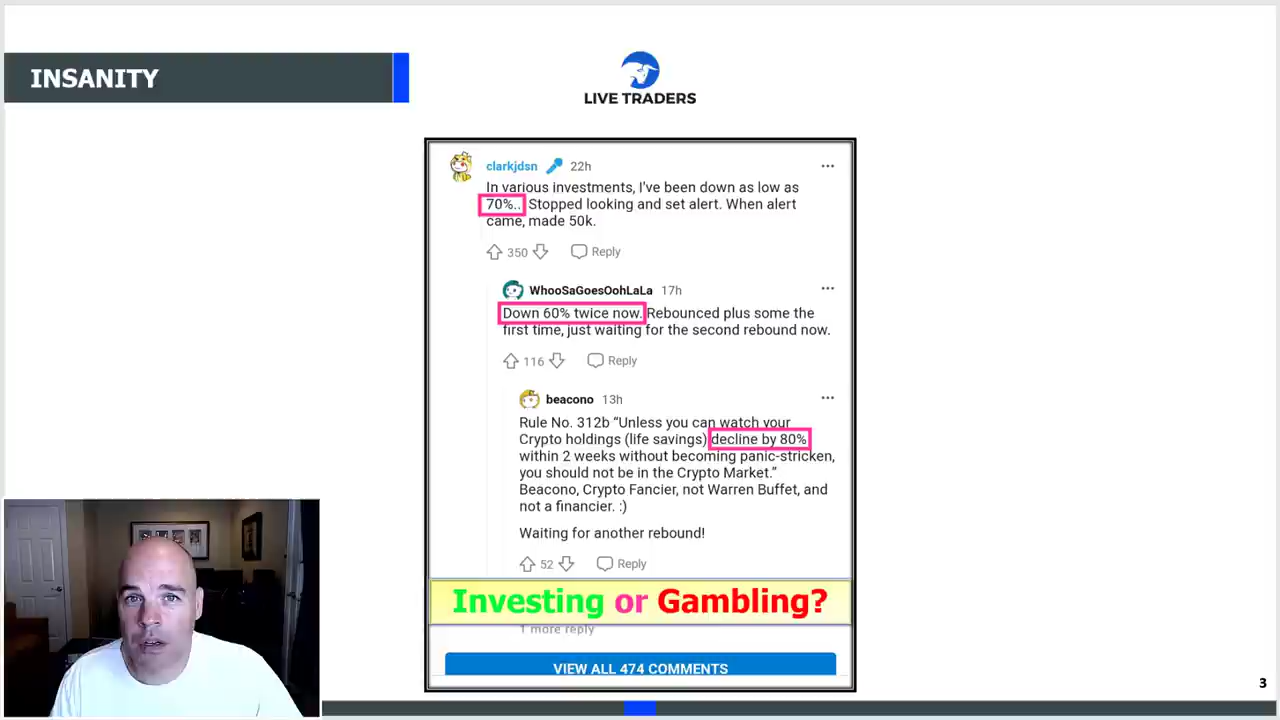 INSANITY
LIVE TRADERS
clarkjdsn 22h
In various investments, I've been down as low as
70%.. Stopped looking and set alert. When alert
came, made 50k.
350 Reply
WhooSaGoesOohLaLa 17h
Down 60% twice now. Rebounced plus some the
first time, just waiting for the second rebound now.
116 Reply
beacono 13h
Rule No. 312b “Unless you can watch your
Crypto holdings (life savings) decline by 80%
within 2 weeks without becoming panic-stricken,
you should not be in the Crypto Market.”
Beacono, Crypto Fancier, not Warren Buffet, and
not a financier. :)
Waiting for another rebound!
52 Reply
Investing or Gambling?
1 more reply
VIEW ALL 474 COMMENTS
3